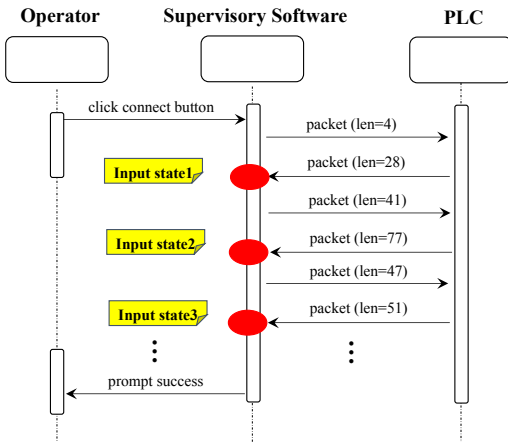 Operator
Supervisory Software
PLC
click connect button
packet (len=4)
packet (len=28)
Input state1
packet (len=41)
packet (len=77)
Input state2
packet (len=47)
packet (len=51)
Input state3
prompt success